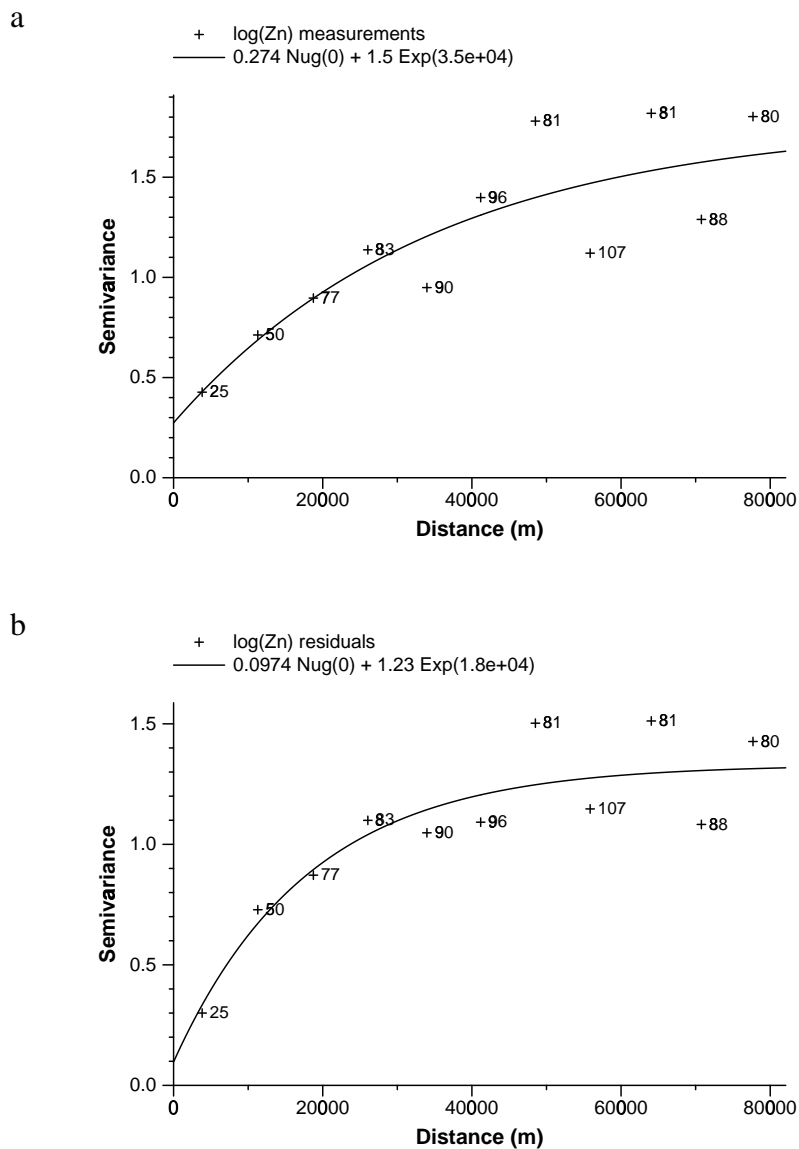 a
+ log(Zn) measurements
0.274 Nug(0) + 1.5 Exp(3.5e+04)
Semivariance
1.5
1.0
0.5
0.0
25
50
77
83
90
96
81
107
81
88
80
0 20000 40000 60000 80000
Distance (m)
b
+ log(Zn) residuals
0.0974 Nug(0) + 1.23 Exp(1.8e+04)
Semivariance
1.5
1.0
0.5
0.0
25
50
77
83
90
96
81
107
81
88
80
0 20000 40000 60000 80000
Distance (m)